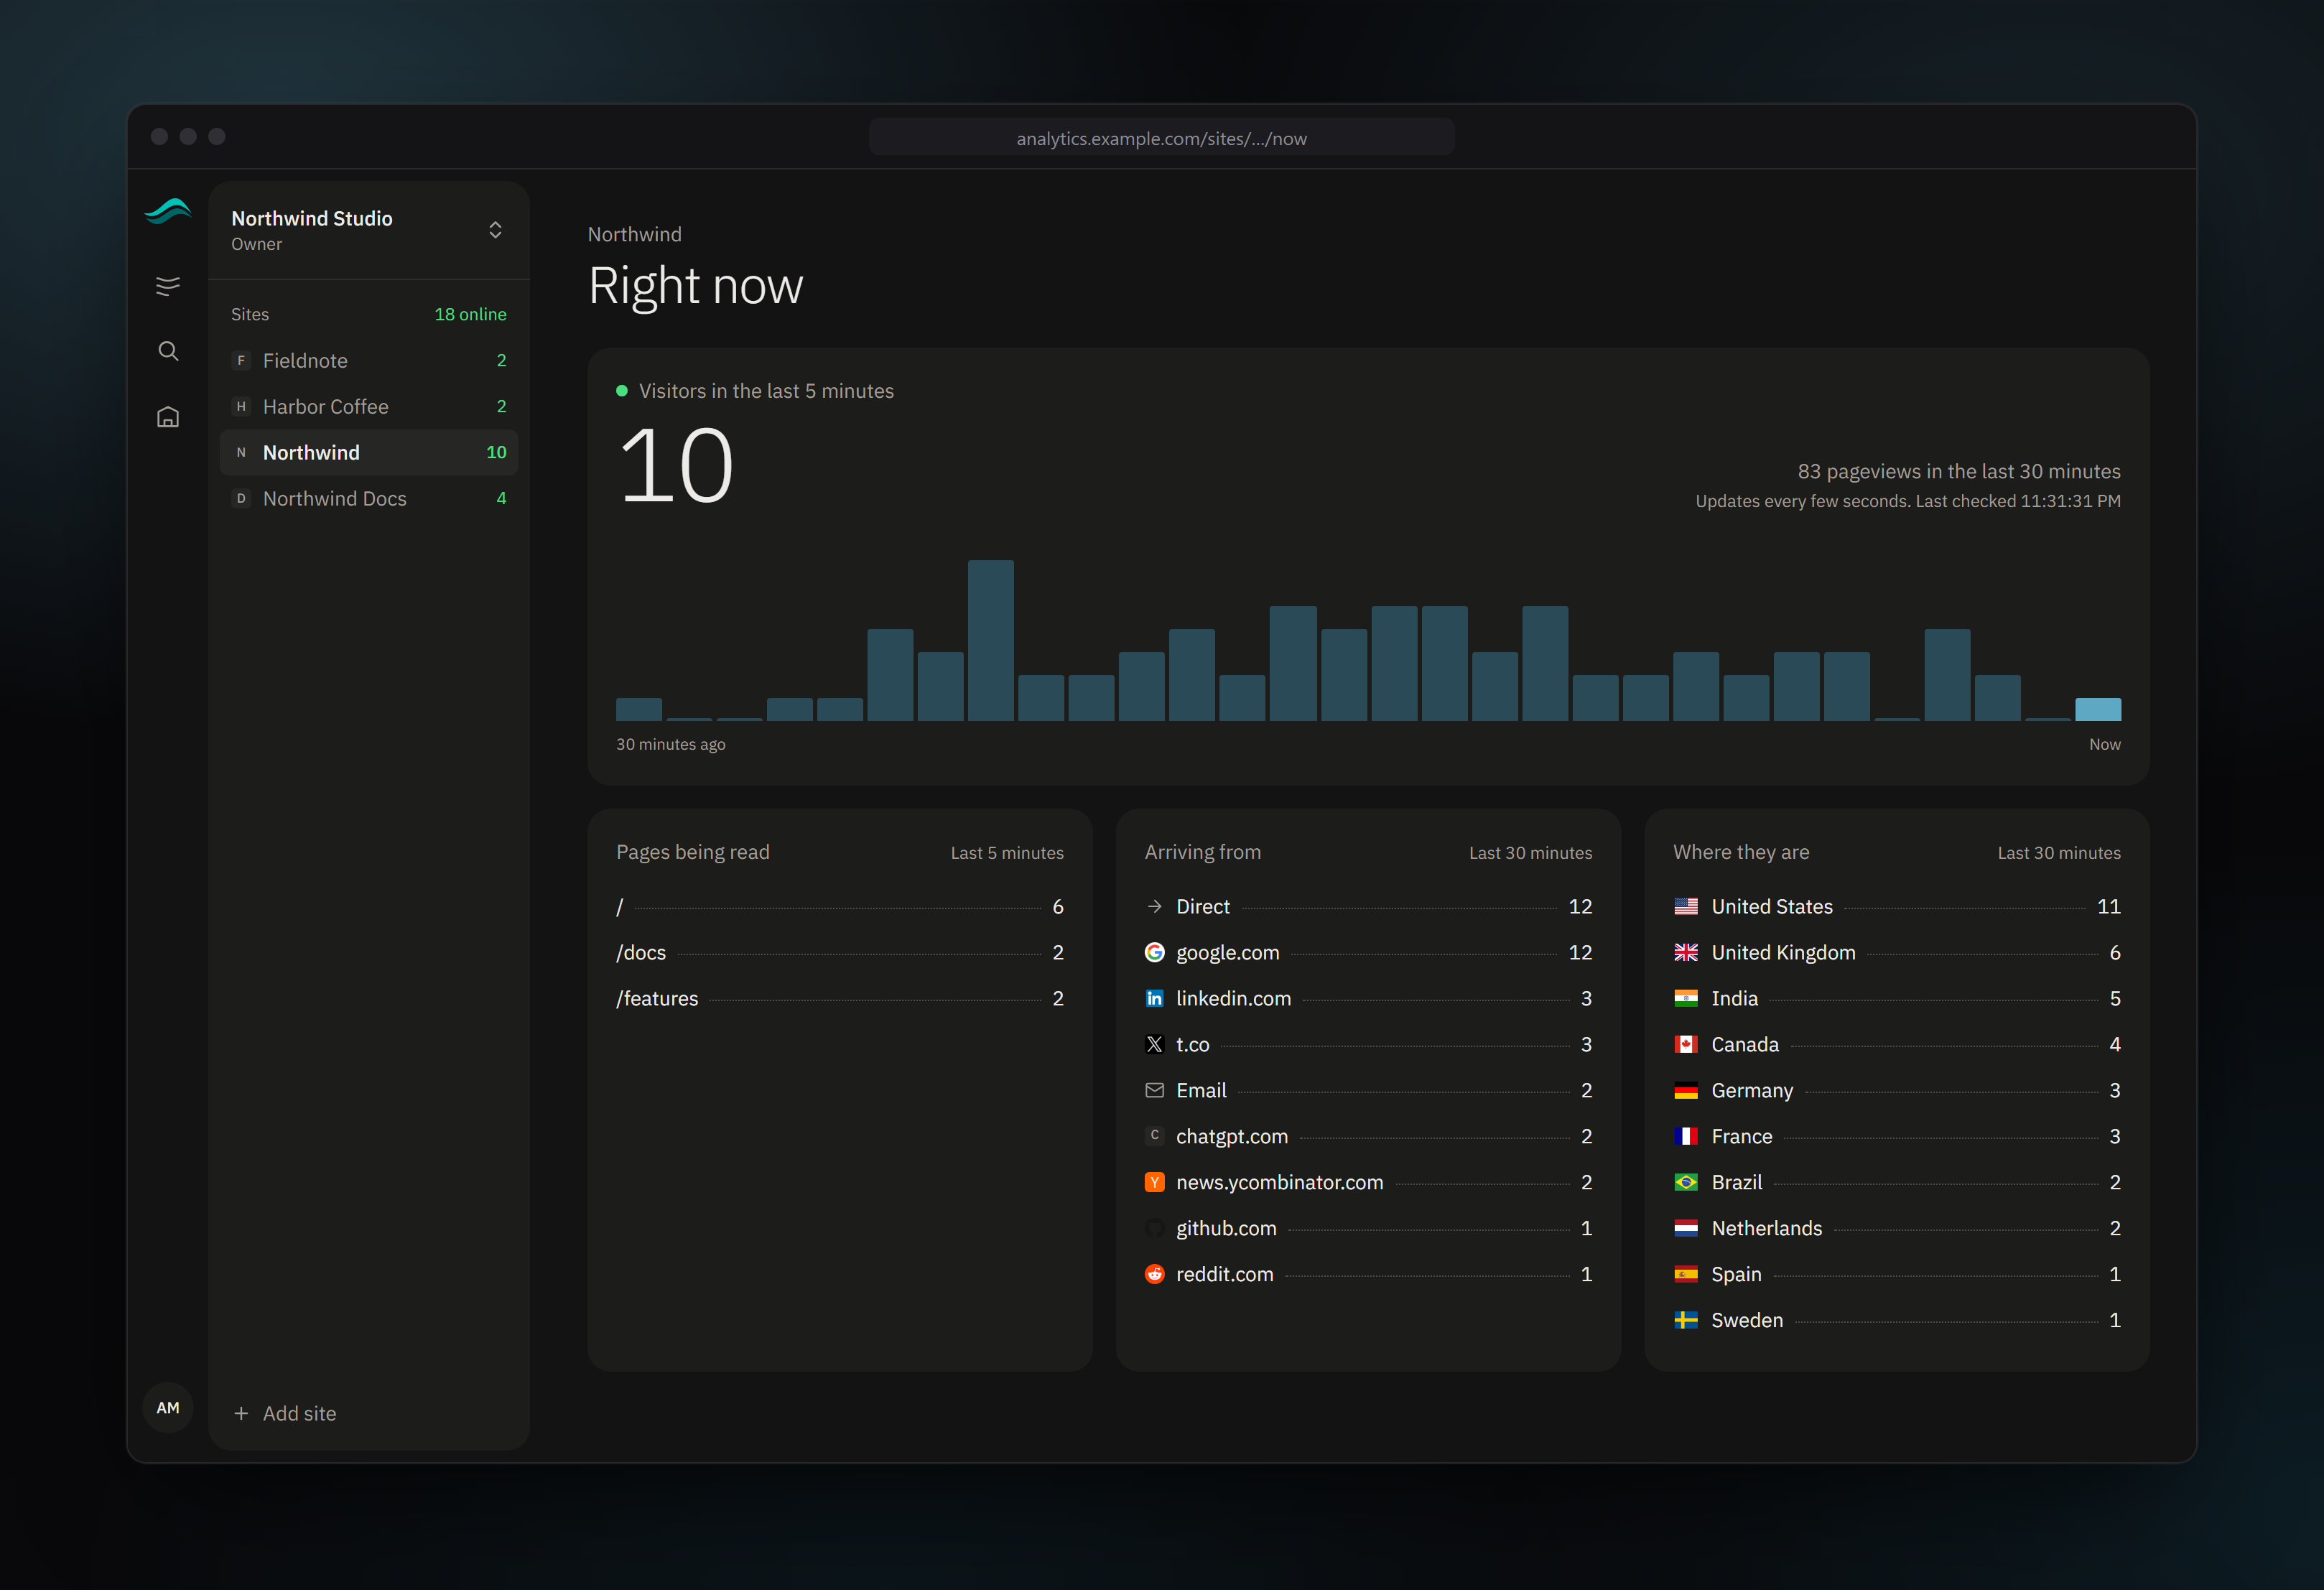 analytics.example.com/sites/.../now
Northwind Studio
Owner
Sites 18 online
F Fieldnote 2
H Harbor Coffee 2
N Northwind 10
D Northwind Docs 4
+ Add site
AM
Northwind
Right now
Visitors in the last 5 minutes
10
83 pageviews in the last 30 minutes
Updates every few seconds. Last checked 11:31:31 PM
30 minutes ago Now
Pages being read Last 5 minutes
/ 6
/docs 2
/features 2
Arriving from Last 30 minutes
Direct 12
G google.com 12
in linkedin.com 3
X t.co 3
Email 2
C chatgpt.com 2
Y news.ycombinator.com 2
github.com 1
reddit.com 1
Where they are Last 30 minutes
United States 11
United Kingdom 6
India 5
Canada 4
Germany 3
France 3
Brazil 2
Netherlands 2
Spain 1
Sweden 1